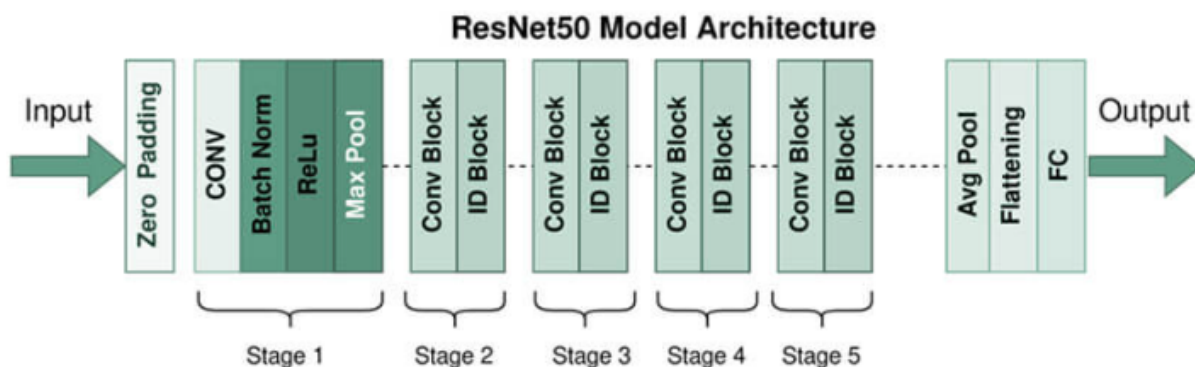 ResNet50 Model Architecture
Input
Zero Padding
CONV
Batch Norm
ReLu
Max Pool
Conv Block
ID Block
Conv Block
ID Block
Conv Block
ID Block
Conv Block
ID Block
Avg Pool
Flattening
FC
Output
Stage 1
Stage 2
Stage 3
Stage 4
Stage 5